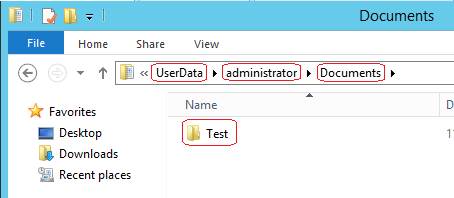 Documents
File Home Share View
« UserData administrator Documents
Favorites
Desktop
Downloads
Recent places
Name
Test